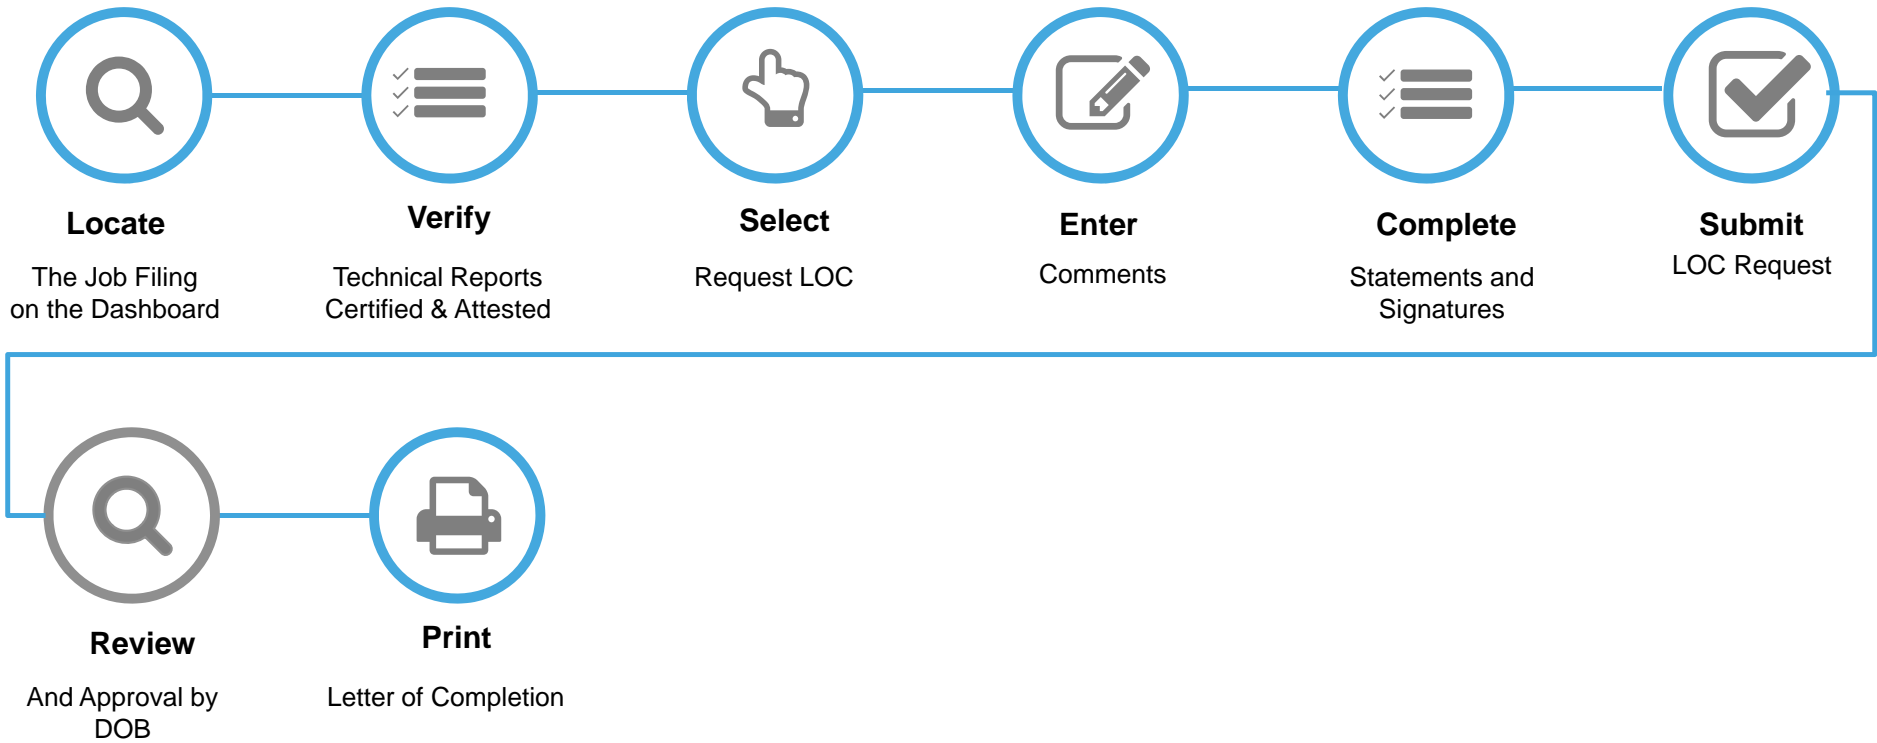 Locate
The Job Filing
on the Dashboard
Verify
Technical Reports
Certified & Attested
Select
Request LOC
Enter
Comments
Complete
Statements and
Signatures
Submit
LOC Request
Review
And Approval by
DOB
Print
Letter of Completion